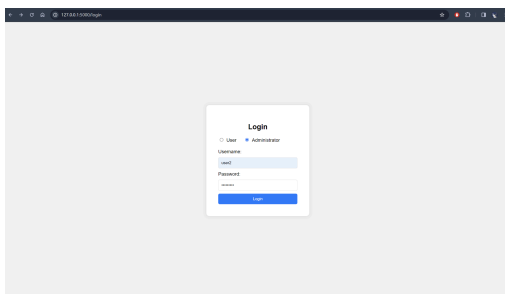 127.0.0.1:5000/login
Login
User Administrator
Username:
user2
Password:
••••••••
Login